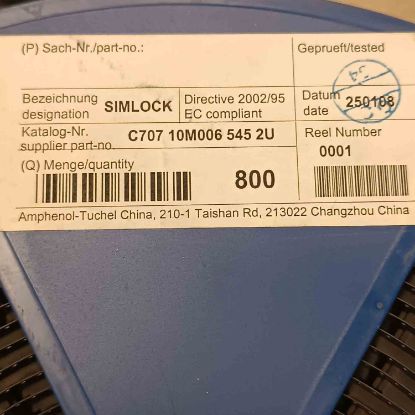 (P) Sach-Nr./part-no.:
Geprueft/tested
Bezeichnung
designation
SIMLOCK
Directive 2002/95
EC compliant
Datum
date
250108
Katalog-Nr.
supplier part-no.
C707 10M006 545 2U
Reel Number
0001
(Q) Menge/quantity
800
Amphenol-Tuchel China, 210-1 Taishan Rd, 213022 Changzhou China